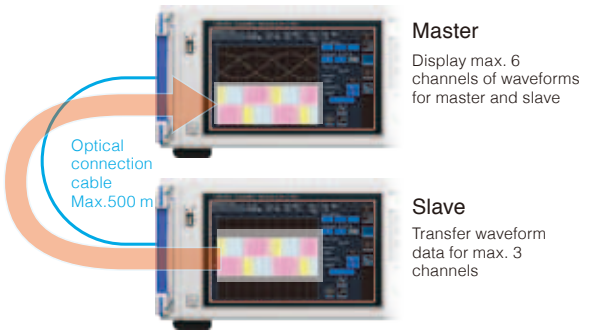 Master
Display max. 6
channels of waveforms
for master and slave
Optical
connection
cable
Max.500 m
Slave
Transfer waveform
data for max. 3
channels